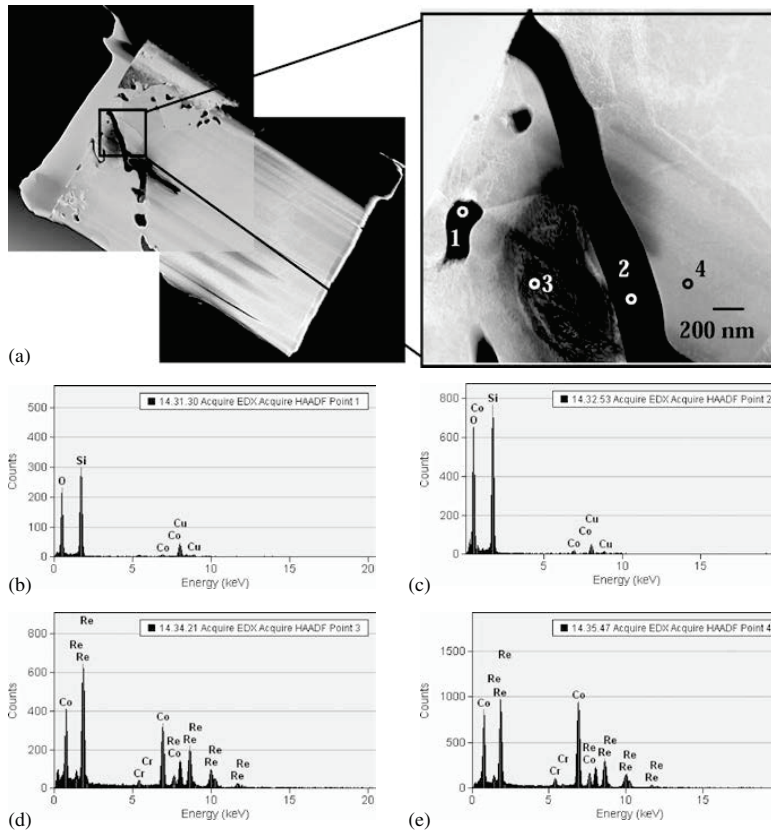 1
2
3
4
200 nm
(a)
14.31.30 Acquire EDX Acquire HAADF Point 1
500
400
300
200
100
0
Counts
O
Si
Co
Co
Cu
Cu
0
5
10
15
20
Energy (keV)
(b)
14.32.53 Acquire EDX Acquire HAADF Point 2
800
600
400
200
0
Counts
Co
O
Si
Co
Co
Cu
Cu
5
10
15
Energy (keV)
(c)
14.34.21 Acquire EDX Acquire HAADF Point 3
800
600
400
200
0
Counts
Re
Re
Re
Co
Cr
Cr
Co
Re
Co
Re
Re
Re
Re
Re
Re
0
5
10
15
20
Energy (keV)
(d)
14.35.47 Acquire EDX Acquire HAADF Point 4
1500
1000
500
0
Counts
Re
Re
Re
Co
Cr
Cr
Co
Re
Co
Re
Re
Re
Re
Re
Re
5
10
15
Energy (keV)
(e)